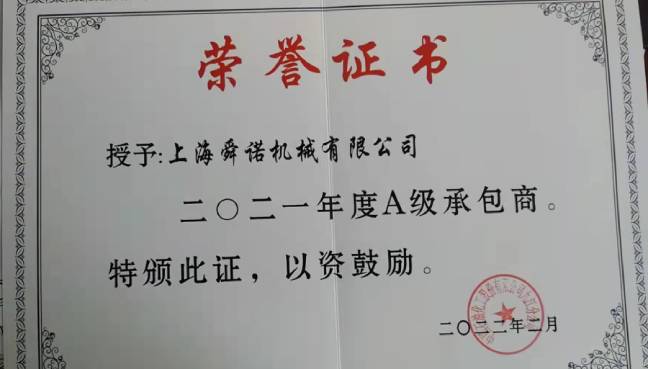 荣誉证书
授予:上海舜诺机械有限公司
二〇二一年度A级承包商。
特颁此证，以资鼓励。
二〇二二年二月